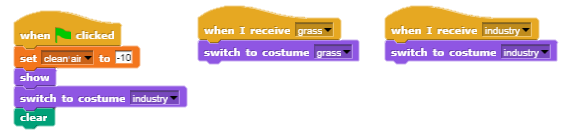 when clicked
set clean air to -10
show
switch to costume industry
clear
when I receive grass
switch to costume grass
when I receive industry
switch to costume industry